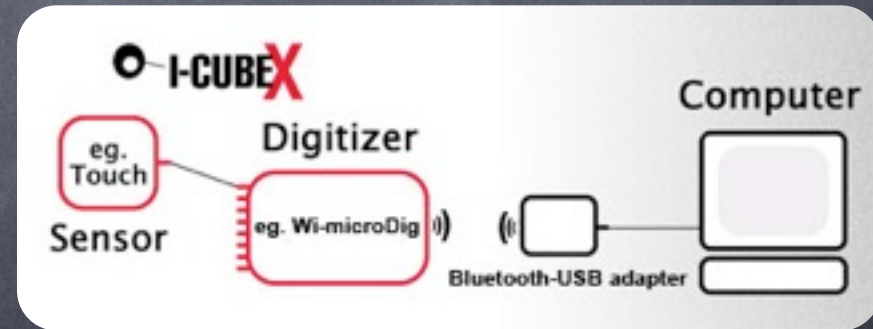 I-CUBEX
Computer
Digitizer
eg.
Touch
Sensor
eg. Wi-microDig
Bluetooth-USB adapter